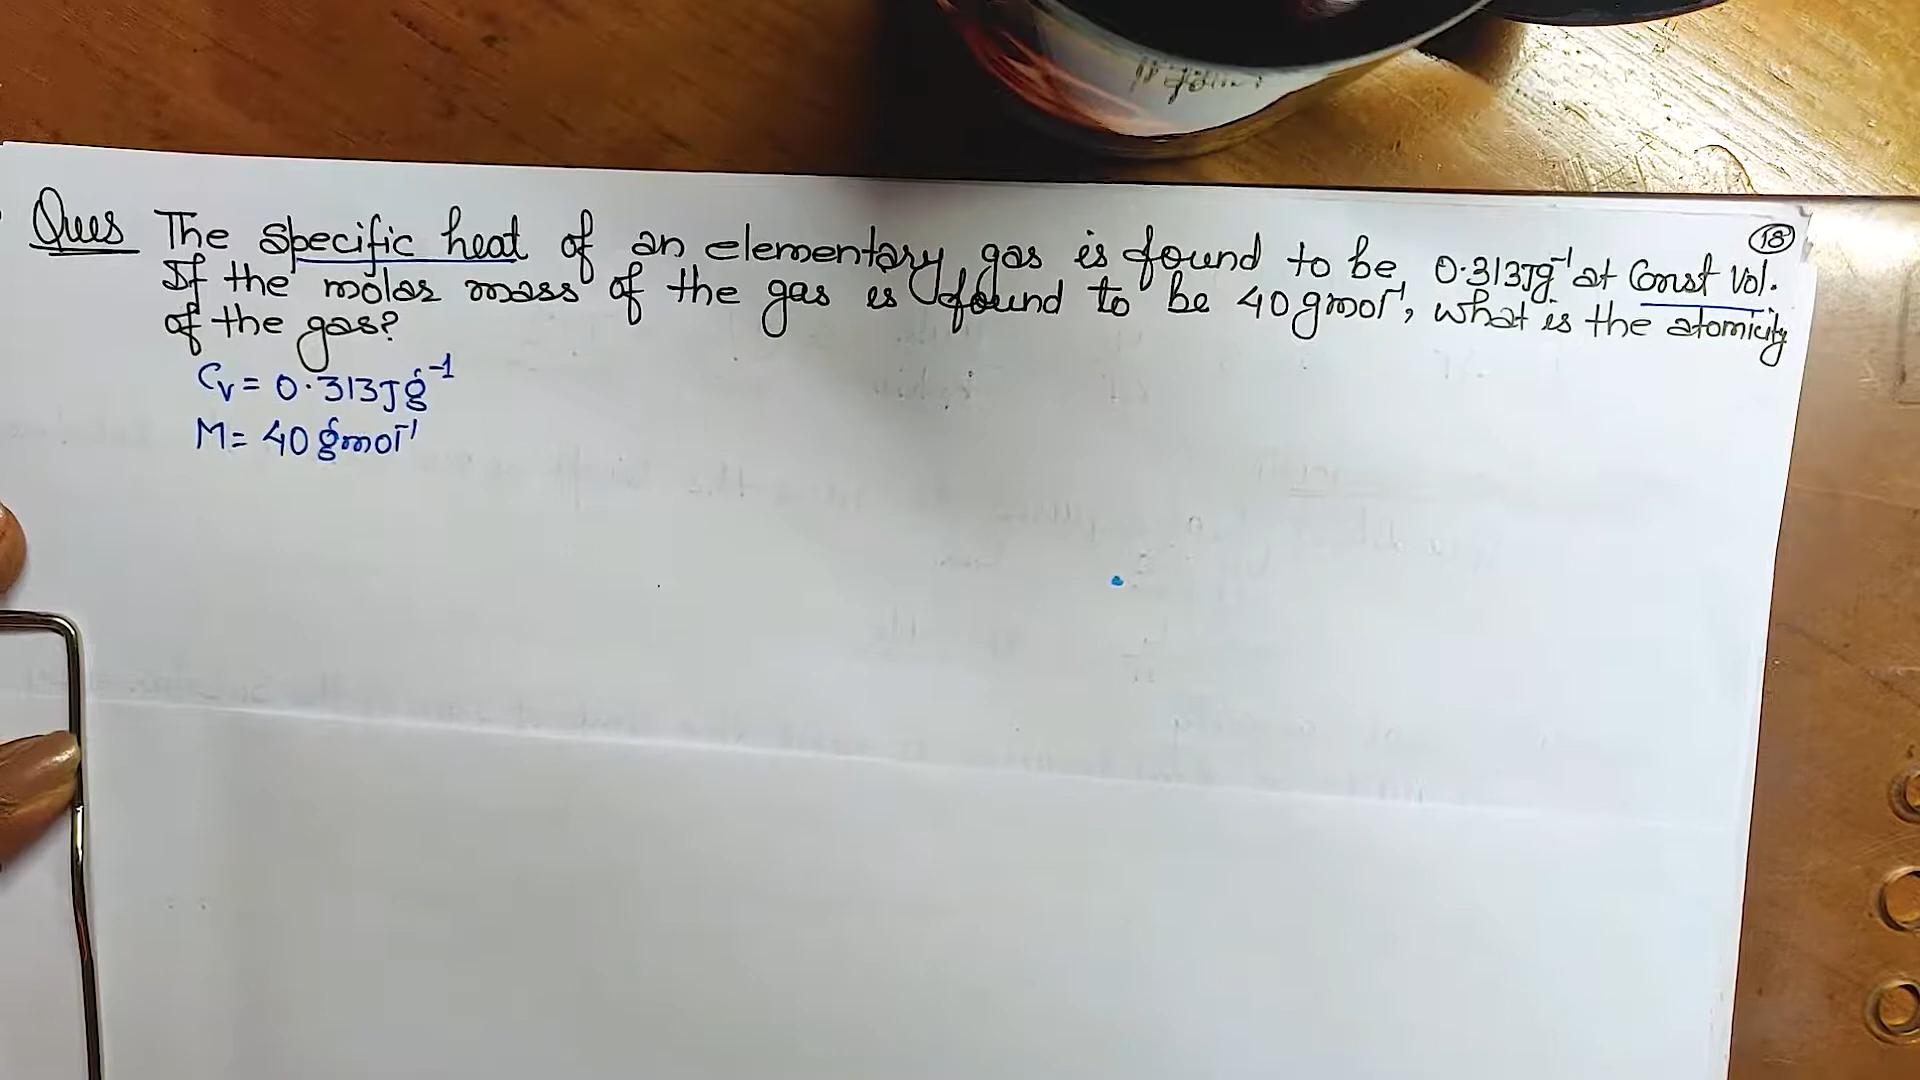 Ques The specific heat of an elementary gas is found to be 0.313Jg⁻¹ at Const Vol.
18
If the molar mass of the gas is found to be 40gmol⁻¹, what is the atomicity
of the gas?
Cv = 0.313Jg⁻¹
M = 40gmol⁻¹